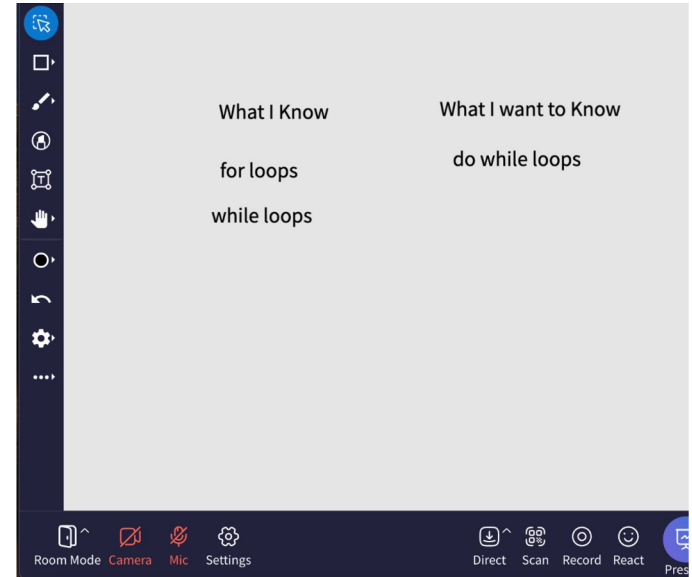 What I Know
What I want to Know
for loops
do while loops
while loops
Room Mode
Camera
Mic
Settings
Direct
Scan
Record
React